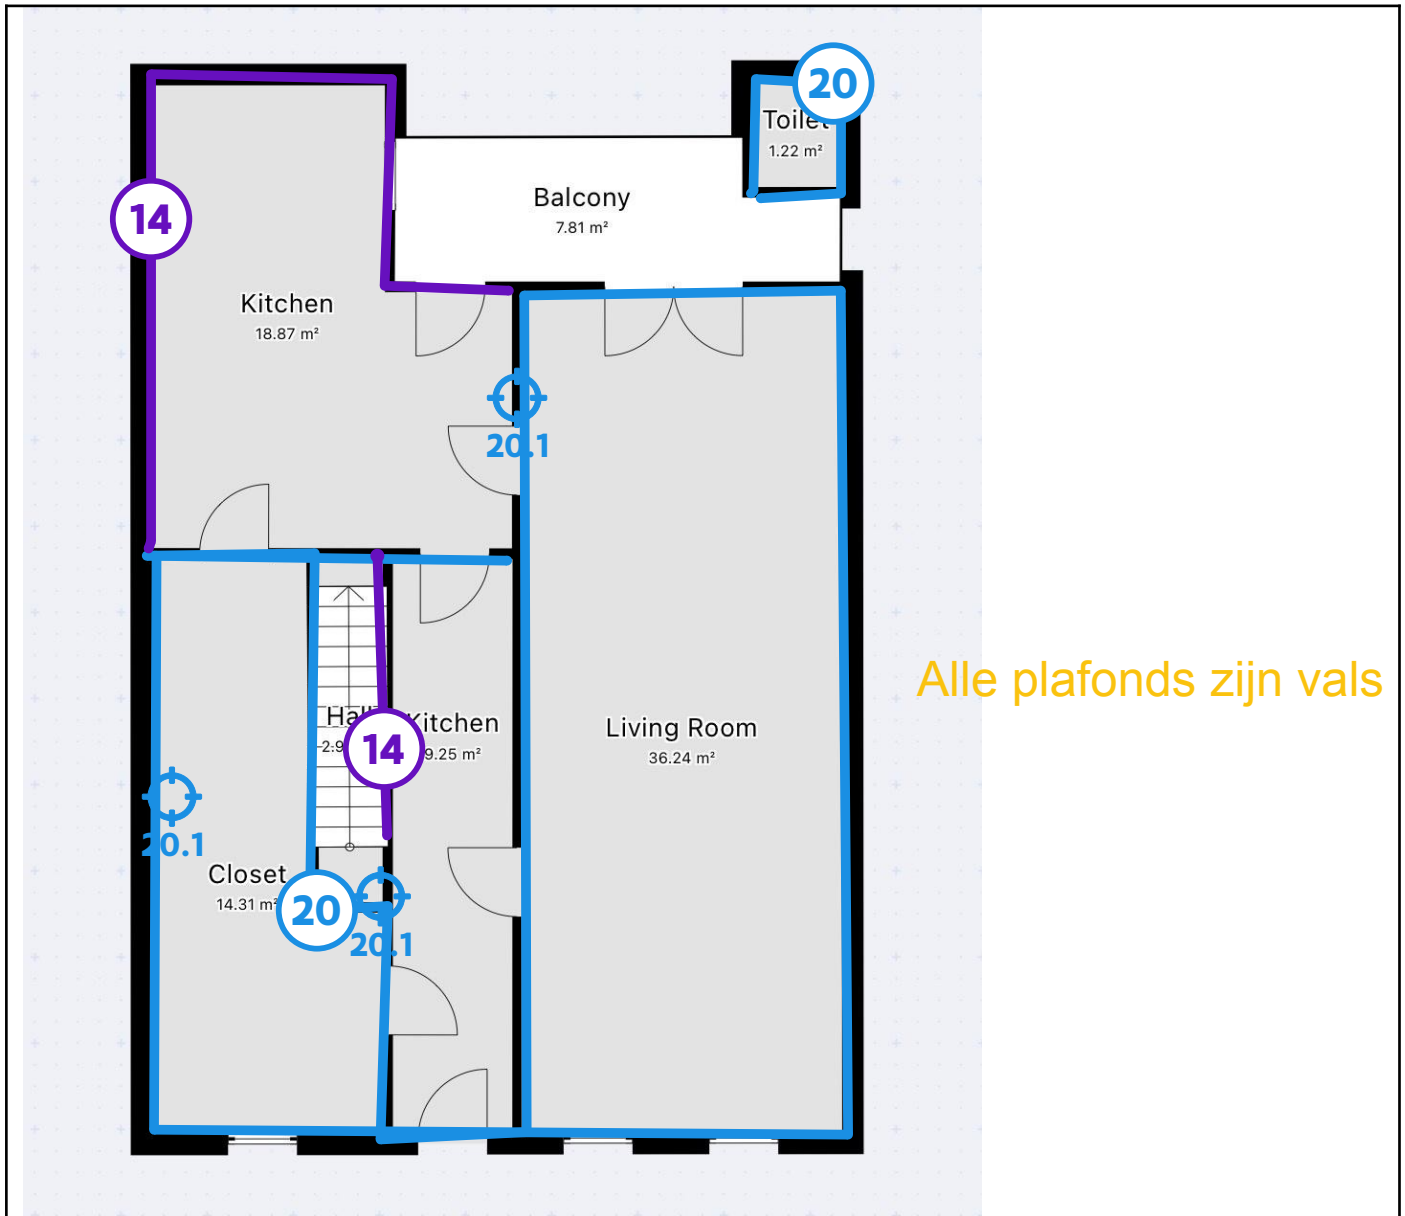 20
Toilet
1.22 m²
Balcony
7.81 m²
14
Kitchen
18.87 m²
20.1
Alle plafonds zijn vals
Hall
Kitchen
14
9.25 m²
Living Room
36.24 m²
20.1
Closet
14.31 m²
20
20.1